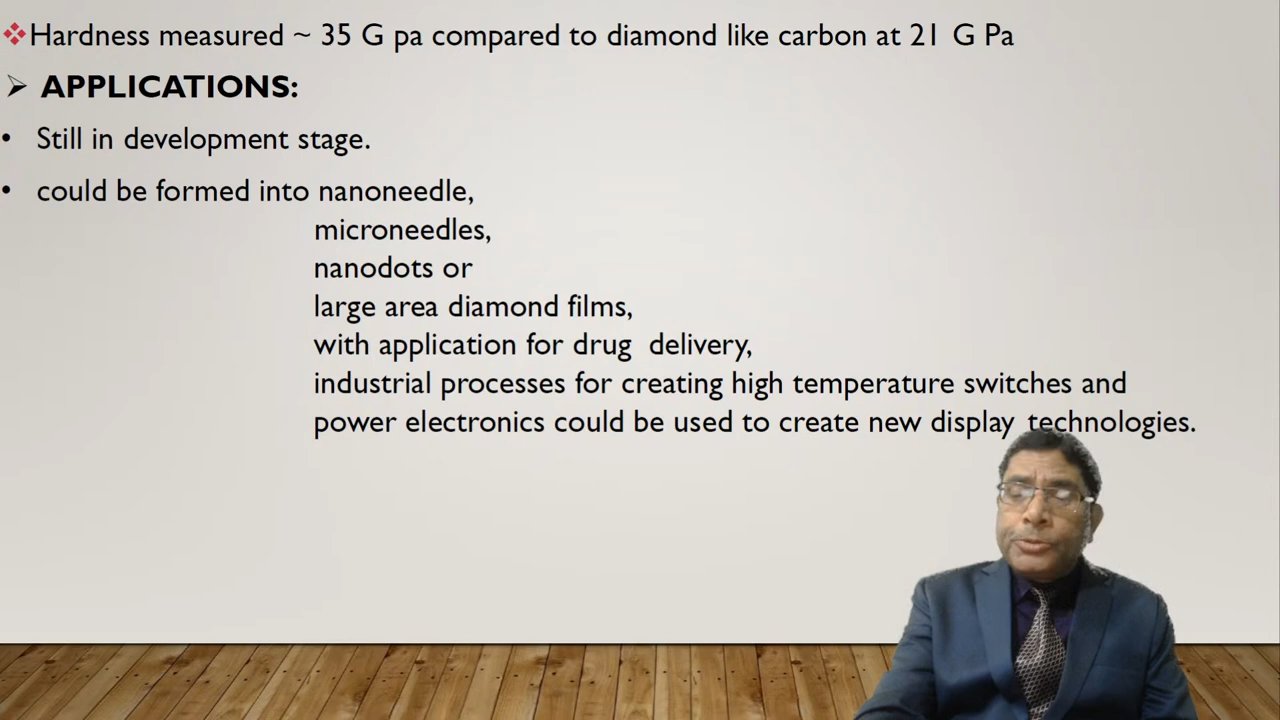 Hardness measured ~ 35 G pa compared to diamond like carbon at 21 G Pa
APPLICATIONS:
Still in development stage.
could be formed into nanoneedle,
microneedles,
nanodots or
large area diamond films,
with application for drug delivery,
industrial processes for creating high temperature switches and
power electronics could be used to create new display technologies.